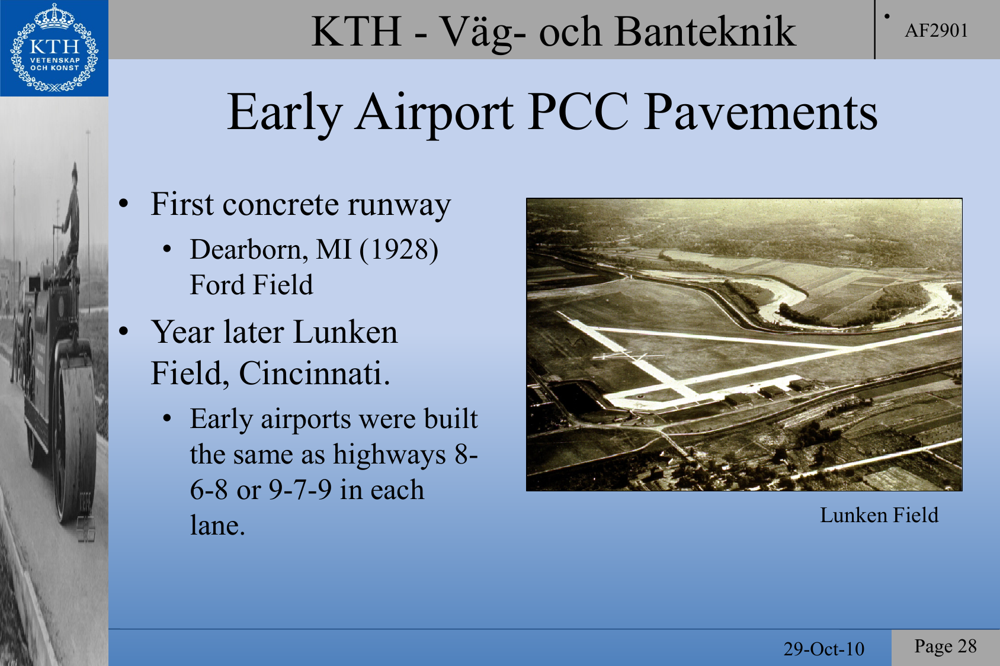 KTH
VETENSKAP
OCH KONST
KTH - Väg- och Banteknik
• AF2901
Early Airport PCC Pavements
• First concrete runway
• Dearborn, MI (1928)
Ford Field
• Year later Lunken
Field, Cincinnati.
• Early airports were built
the same as highways 8-
6-8 or 9-7-9 in each
lane.
Lunken Field
29-Oct-10
Page 28